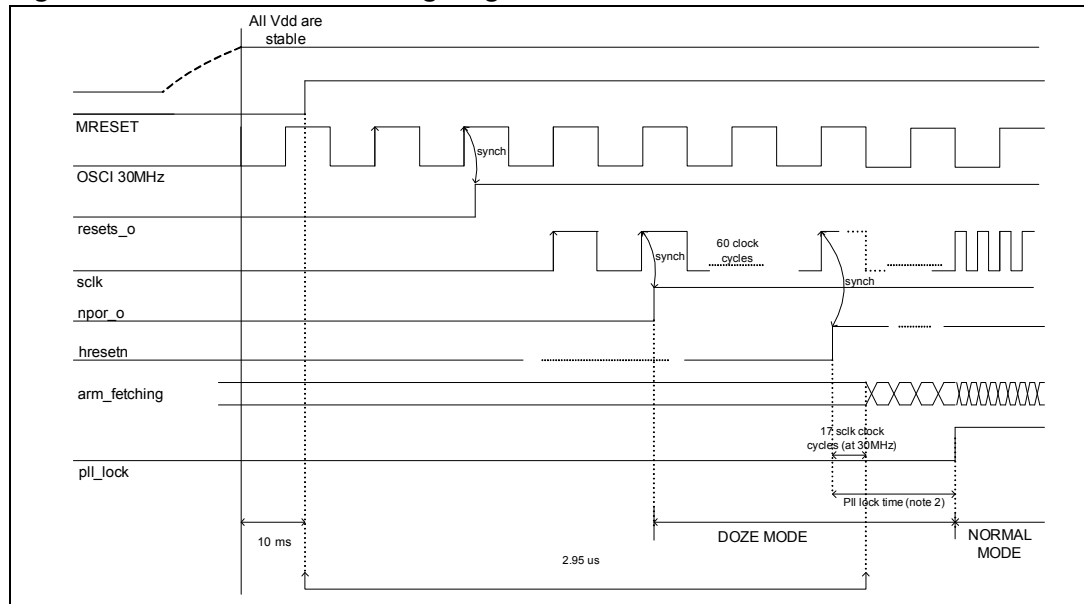 All Vdd are
stable
MRESET
synch
OSCI 30MHz
resets_o
60 clock
cycles
synch
synch
sclk
npor_o
hresetn
arm_fetching
17 sclk clock
cycles (at 30MHz)
pll_lock
Pll lock time (note 2)
10 ms
DOZE MODE
NORMAL
MODE
2.95 us